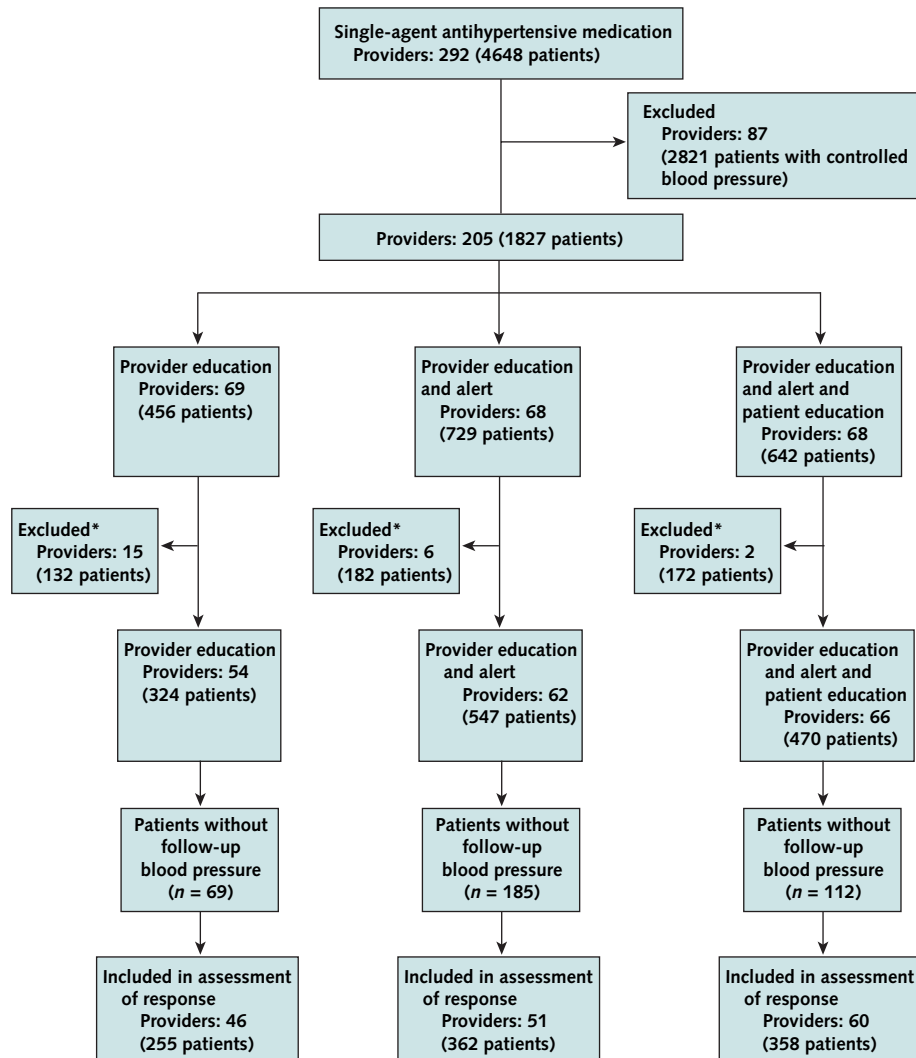 Single-agent antihypertensive medication
Providers: 292 (4648 patients)
Excluded
Providers: 87
(2821 patients with controlled
blood pressure)
Providers: 205 (1827 patients)
Provider education
Providers: 69
(456 patients)
Provider education
and alert
Providers: 68
(729 patients)
Provider education
and alert and
patient education
Providers: 68
(642 patients)
Excluded*
Providers: 15
(132 patients)
Excluded*
Providers: 6
(182 patients)
Excluded*
Providers: 2
(172 patients)
Provider education
Providers: 54
(324 patients)
Provider education
and alert
Providers: 62
(547 patients)
Provider education
and alert and
patient education
Providers: 66
(470 patients)
Patients without
follow-up
blood pressure
(n = 69)
Patients without
follow-up
blood pressure
(n = 185)
Patients without
follow-up
blood pressure
(n = 112)
Included in assessment
of response
Providers: 46
(255 patients)
Included in assessment
of response
Providers: 51
(362 patients)
Included in assessment
of response
Providers: 60
(358 patients)